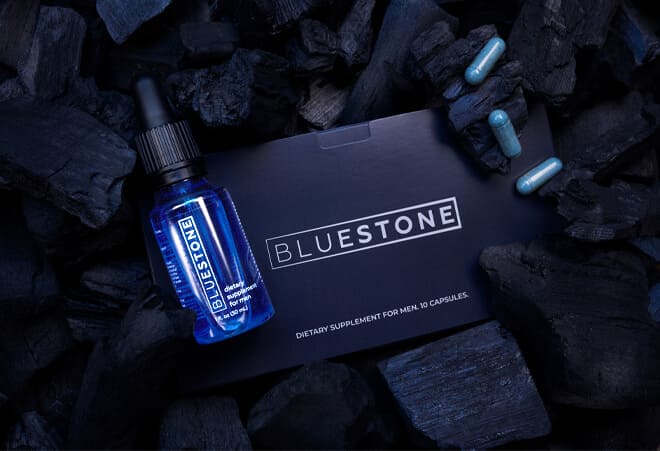 BLUESTONE
dietary
supplement
for men
BLUESTONE
DIETARY SUPPLEMENT FOR MEN. 10 CAPSULES.